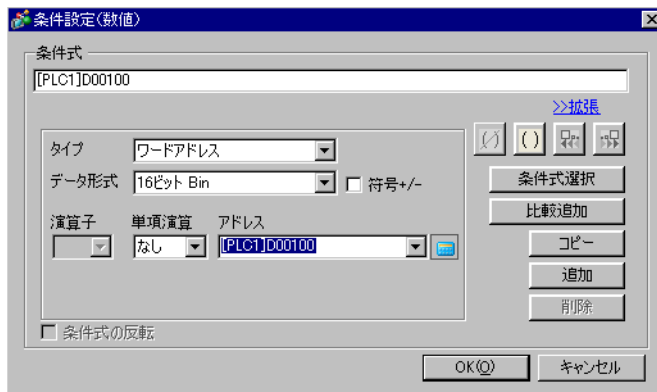 条件設定(数値)
条件式
[PLC1]D00100
>>拡張
タイプ ワードアドレス
データ形式 16ビット Bin 符号+/-
( )
条件式選択
比較追加
演算子 単項演算 アドレス
なし [PLC1]D00100
コピー
追加
削除
条件式の反転
OK(O) キャンセル